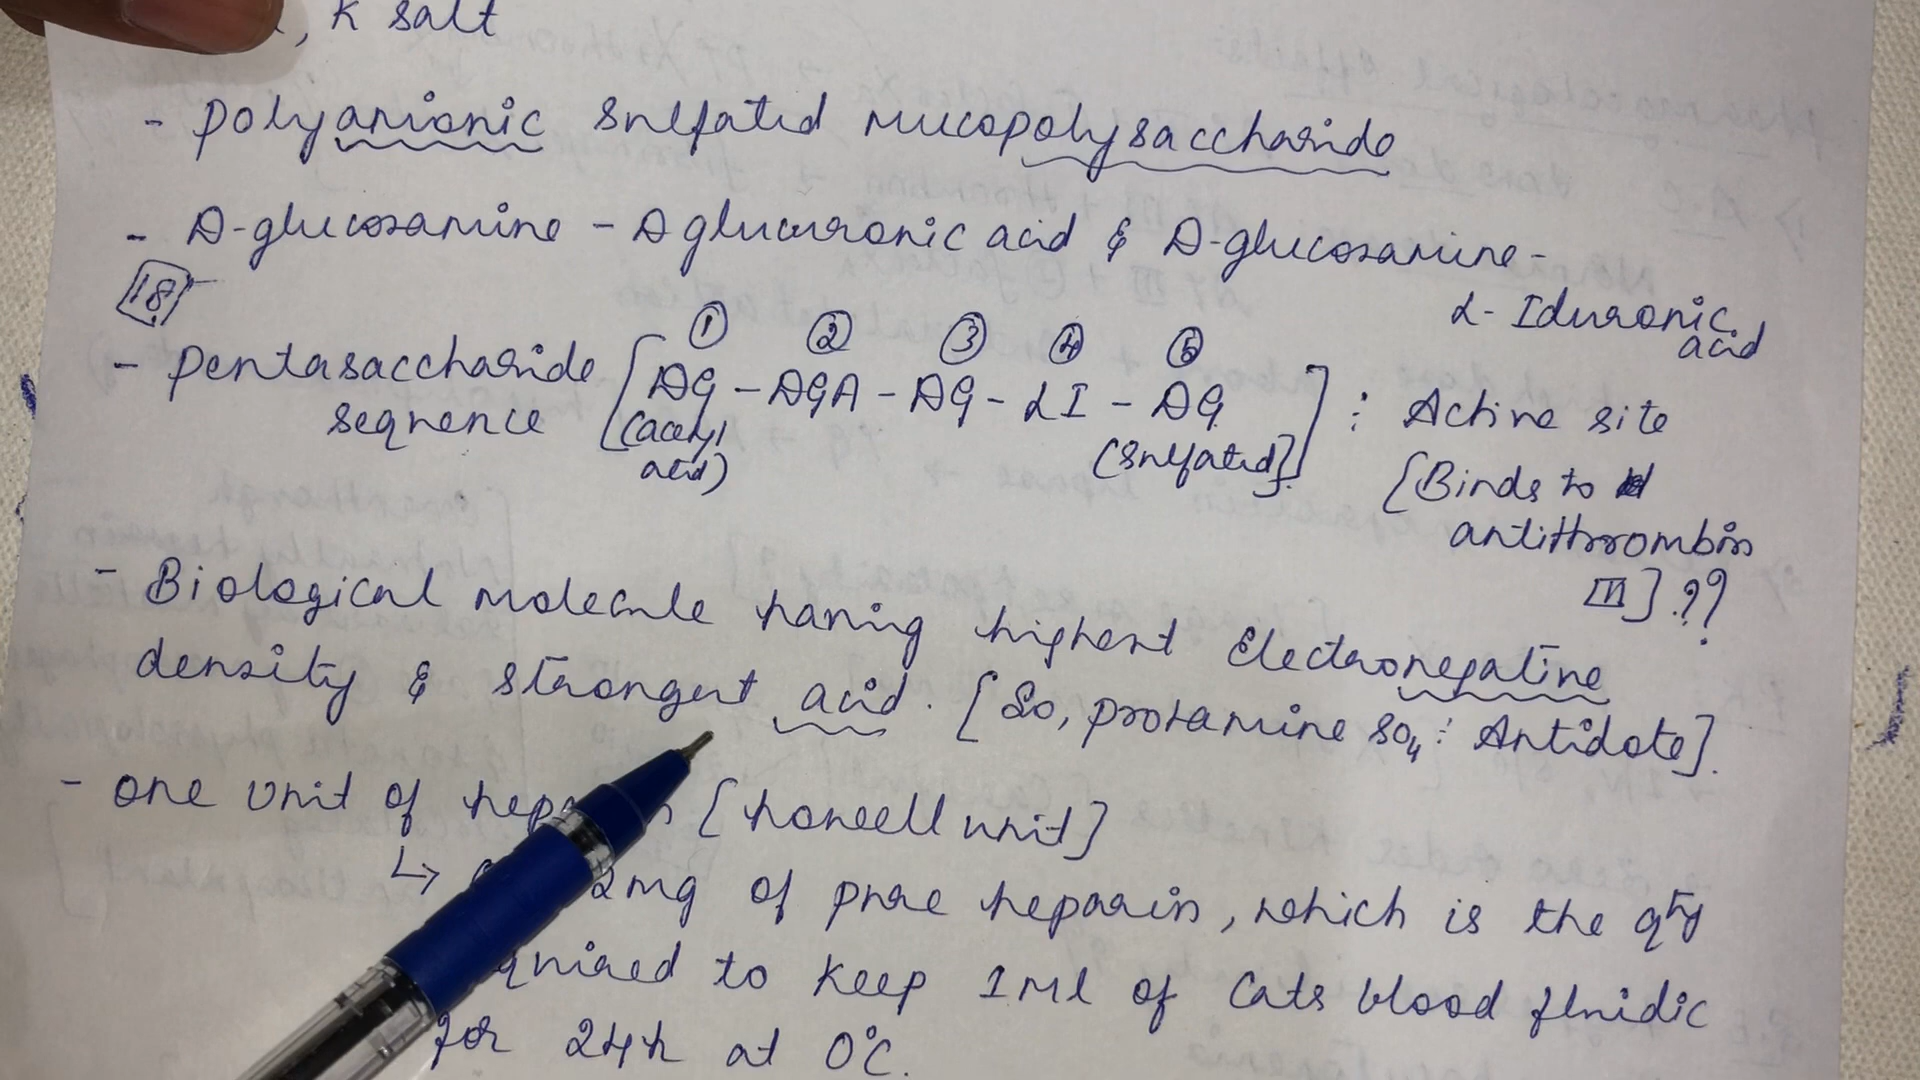 , K salt
- polyanionic sulfated mucopolysaccharide
- D-glucosamine - D glucuronic acid & D-glucosamine -
L- Iduronic acid
18
① ② ③ ④ ⑤
- pentasaccharide sequence [DG - DGA - DG - LI - DG] : Active site
(acetyl (sulfated)
acid)
[Binds to
antithrombin
III] ??
- Biological molecule having highest Electronegative
density & strongest acid. [So, protamine SO4 : Antidote].
- one unit of [howell unit]
↳ 2mg of pure heparin, which is the qty
to keep 1ml of Cats blood fluidic
for 24h at 0°C.